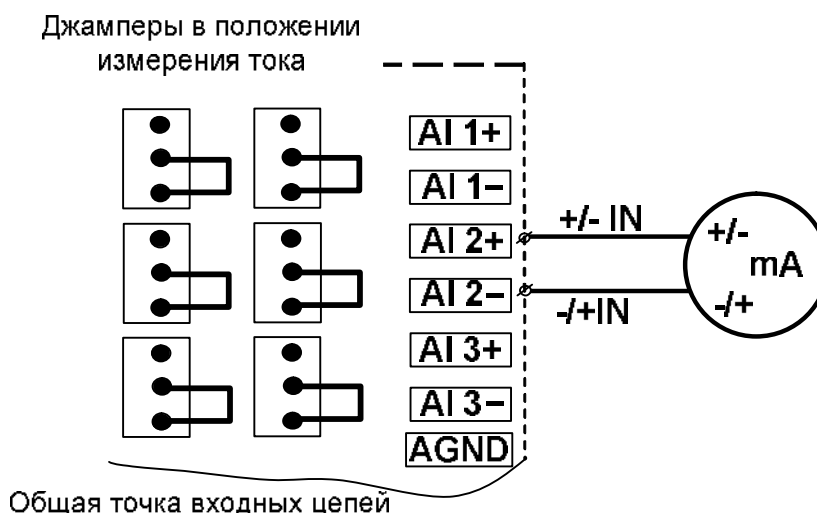 Джамперы в положении
измерения тока
AI 1+
AI 1−
AI 2+
AI 2−
AI 3+
AI 3−
AGND
+/- IN
-/+IN
+/-
mA
-/+
Общая точка входных цепей